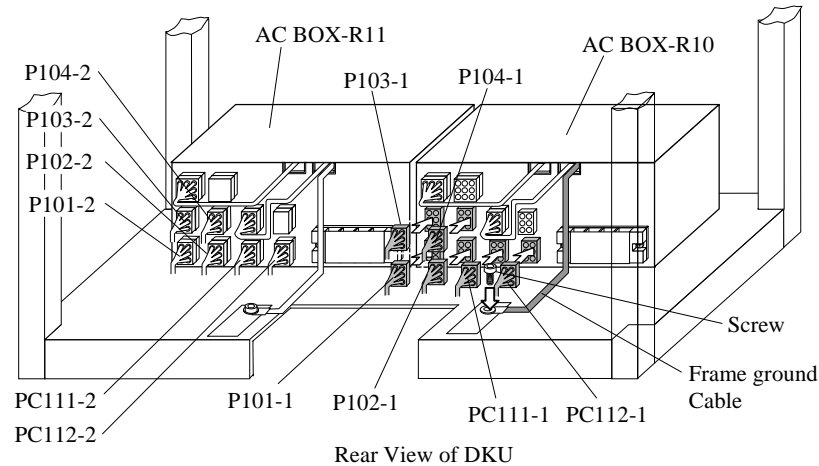 AC BOX-R11
AC BOX-R10
P104-2
P103-1
P104-1
P103-2
P102-2
P101-2
Screw
Frame ground
Cable
PC111-2
P101-1
P102-1
PC111-1
PC112-1
PC112-2
Rear View of DKU